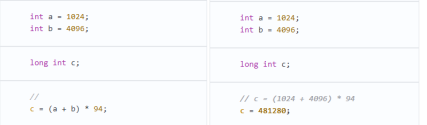 int a = 1024;
int b = 4096;
long int c;
//
c = (a + b) * 94;
int a = 1024;
int b = 4096;
long int c;
// c = (1024 + 4096) * 94
c = 481280;